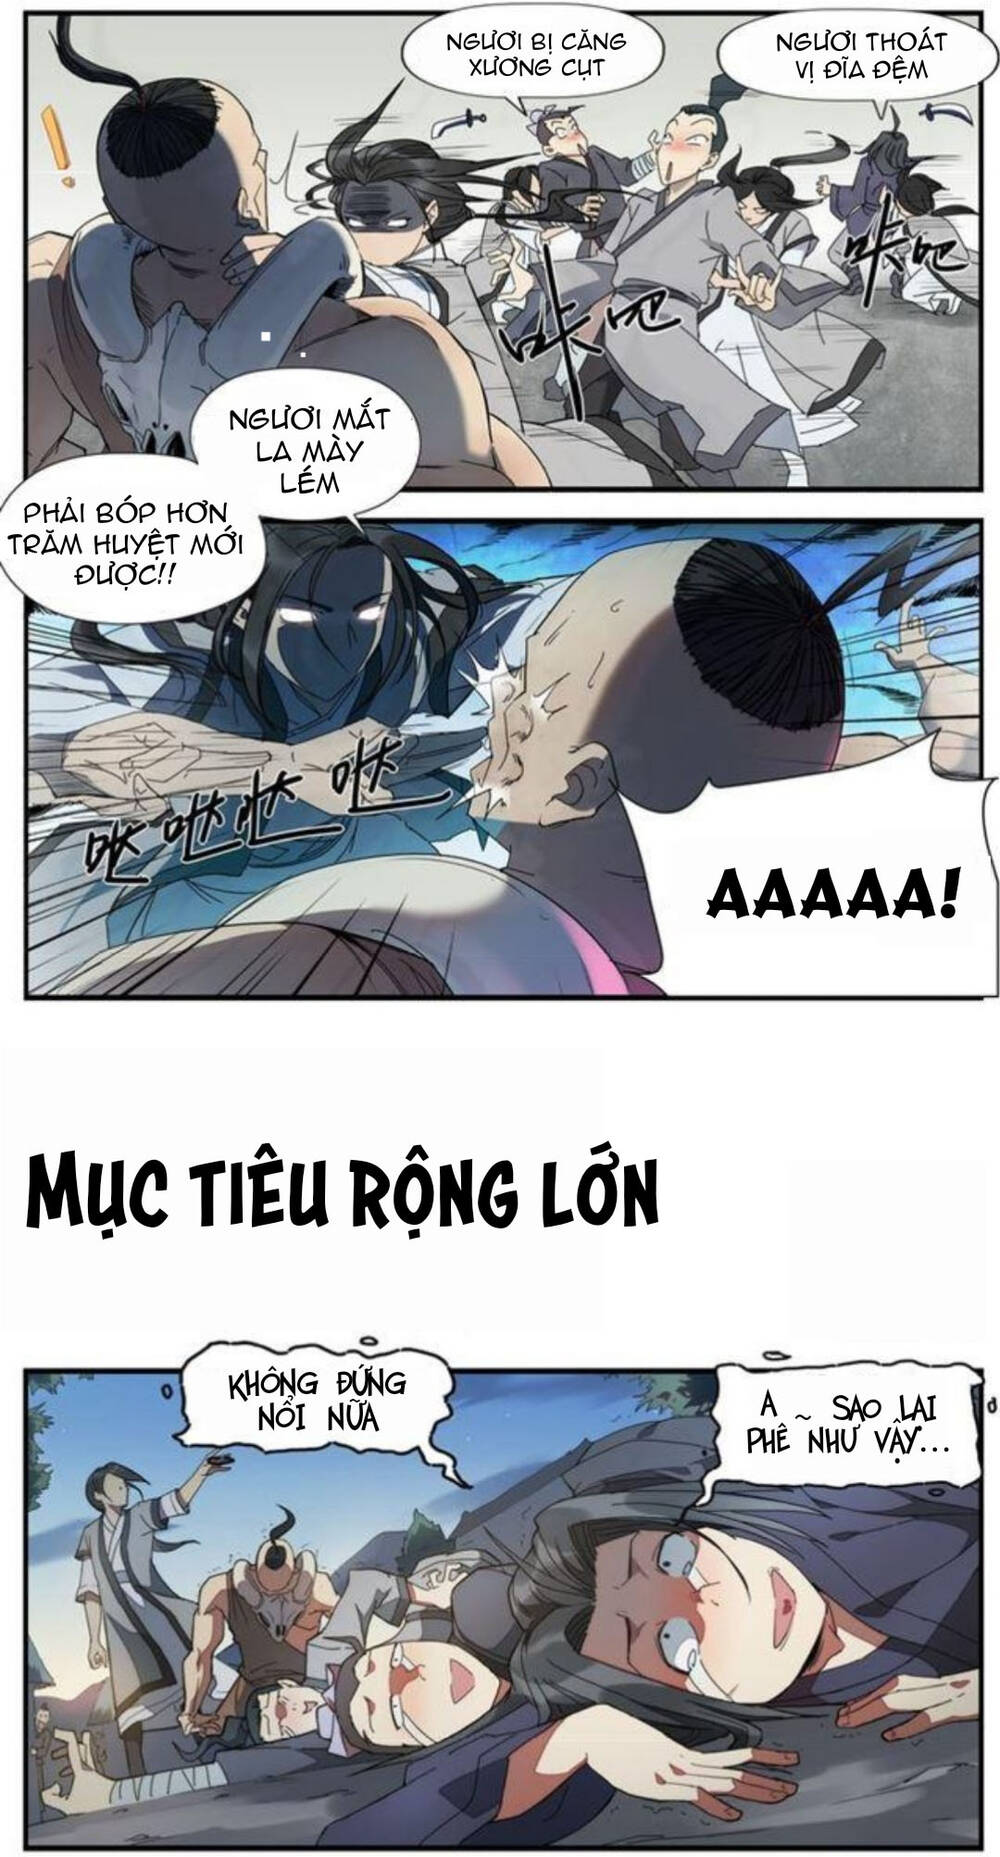 NGƯƠI BỊ CĂNG
XƯƠNG CỤT
NGƯƠI THOÁT
VỊ ĐĨA ĐỆM
咔吧
咔吧
NGƯƠI MẮT
LA MÀY
LÉM
PHẢI BÓP HƠN
TRĂM HUYỆT MỚI
ĐƯỢC!!
哒哒哒哒
AAAAA!
MỤC TIÊU RỘNG LỚN
KHÔNG ĐỨNG
NỔI NỮA
A ~ SAO LẠI
PHÊ NHƯ VẬY...